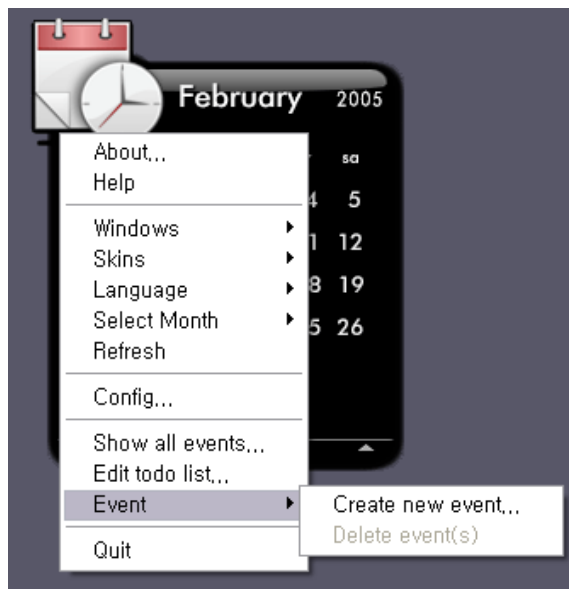 February 2005
sa
4 5
1 12
8 19
5 26
About...
Help
Windows
Skins
Language
Select Month
Refresh
Config...
Show all events...
Edit todo list...
Event
Quit
Create new event...
Delete event(s)